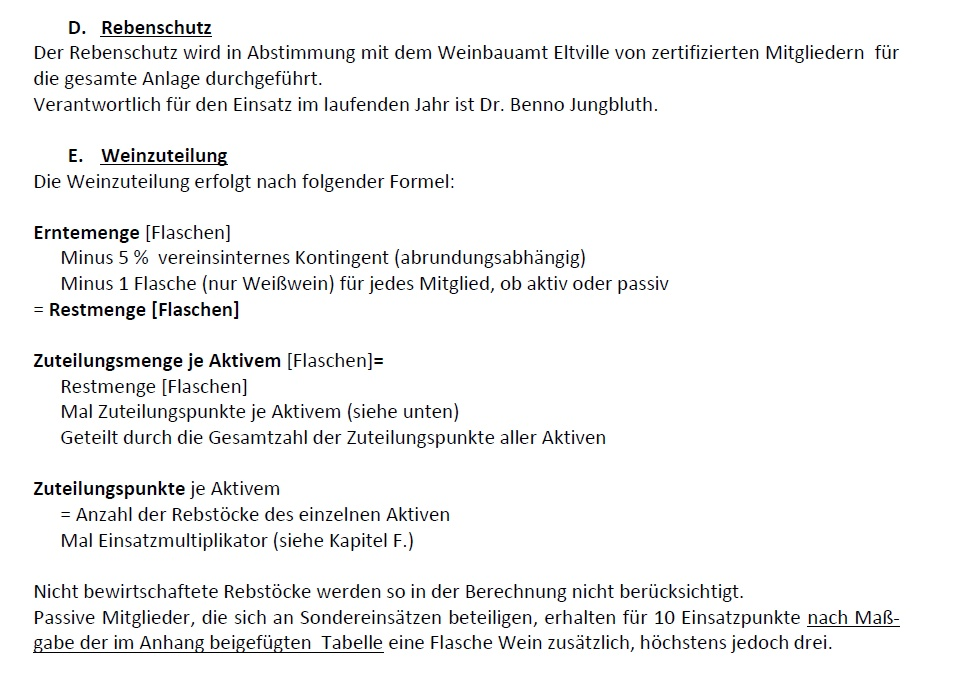 D. Rebenschutz
Der Rebenschutz wird in Abstimmung mit dem Weinbauamt Eltville von zertifizierten Mitgliedern für
die gesamte Anlage durchgeführt.
Verantwortlich für den Einsatz im laufenden Jahr ist Dr. Benno Jungbluth.
E. Weinzuteilung
Die Weinzuteilung erfolgt nach folgender Formel:
Erntemenge [Flaschen]
Minus 5 % vereinsinternes Kontingent (abrundungsabhängig)
Minus 1 Flasche (nur Weißwein) für jedes Mitglied, ob aktiv oder passiv
= Restmenge [Flaschen]
Zuteilungsmenge je Aktivem [Flaschen]=
Restmenge [Flaschen]
Mal Zuteilungspunkte je Aktivem (siehe unten)
Geteilt durch die Gesamtzahl der Zuteilungspunkte aller Aktiven
Zuteilungspunkte je Aktivem
= Anzahl der Rebstöcke des einzelnen Aktiven
Mal Einsatzmultiplikator (siehe Kapitel F.)
Nicht bewirtschaftete Rebstöcke werden so in der Berechnung nicht berücksichtigt.
Passive Mitglieder, die sich an Sondereinsätzen beteiligen, erhalten für 10 Einsatzpunkte nach Maß-
gabe der im Anhang beigefügten Tabelle eine Flasche Wein zusätzlich, höchstens jedoch drei.